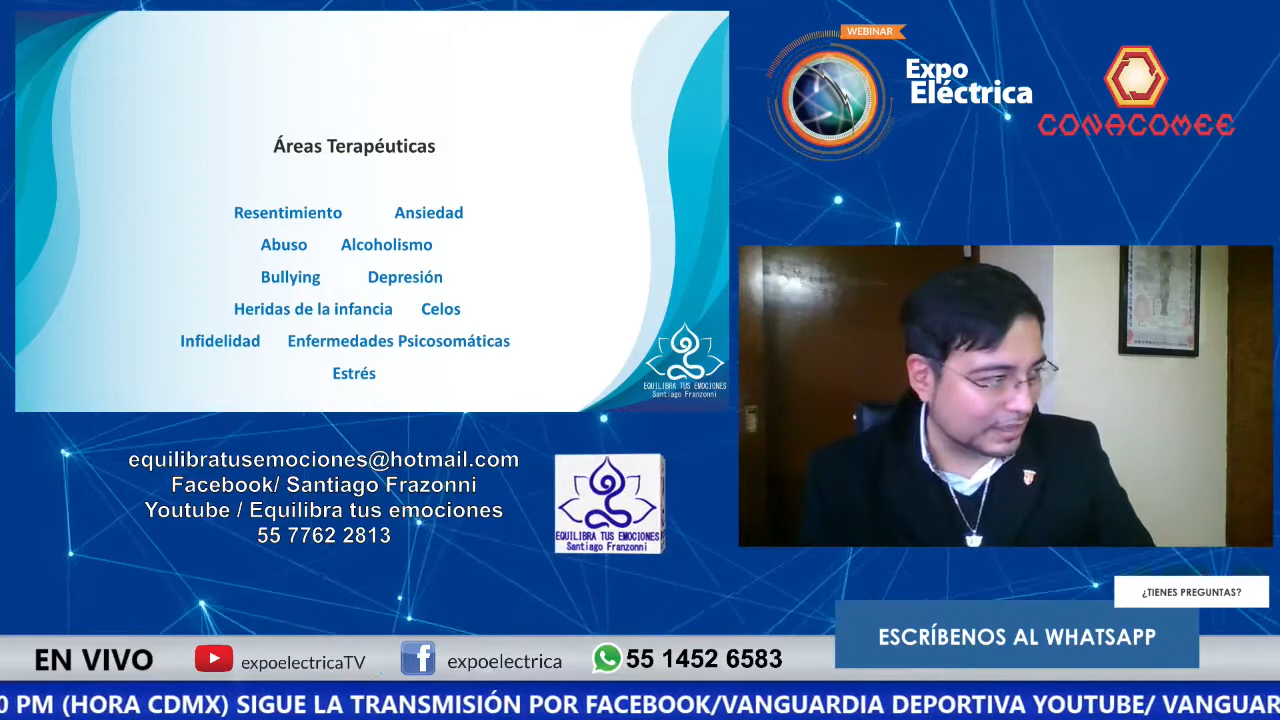 Áreas Terapéuticas
Resentimiento Ansiedad
Abuso Alcoholismo
Bullying Depresión
Heridas de la infancia Celos
Infidelidad Enfermedades Psicosomáticas
Estrés
EQUILIBRA TUS EMOCIONES
Santiago Franzonni
WEBINAR
Expo
Eléctrica
CONACOMEE
equilibratusemociones@hotmail.com
Facebook/ Santiago Frazonni
Youtube / Equilibra tus emociones
55 7762 2813
EQUILIBRA TUS EMOCIONES
Santiago Franzonni
¿TIENES PREGUNTAS?
ESCRÍBENOS AL WHATSAPP
EN VIVO expoelectricaTV expoelectrica 55 1452 6583
0 PM (HORA CDMX) SIGUE LA TRANSMISIÓN POR FACEBOOK/VANGUARDIA DEPORTIVA YOUTUBE/ VANGUAR